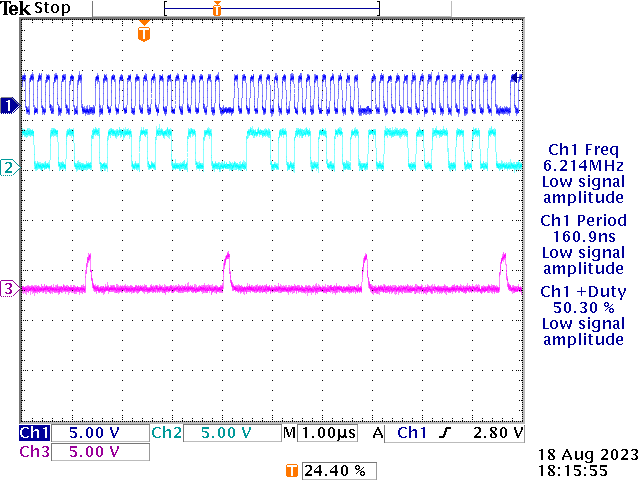 Tek Stop
T
T
1
2
3
Ch1 Freq
6.214MHz
Low signal
amplitude
Ch1 Period
160.9ns
Low signal
amplitude
Ch1 +Duty
50.30 %
Low signal
amplitude
Ch1 5.00 V Ch2 5.00 V M 1.00µs A Ch1 2.80 V
Ch3 5.00 V
T 24.40 %
18 Aug 2023
18:15:55